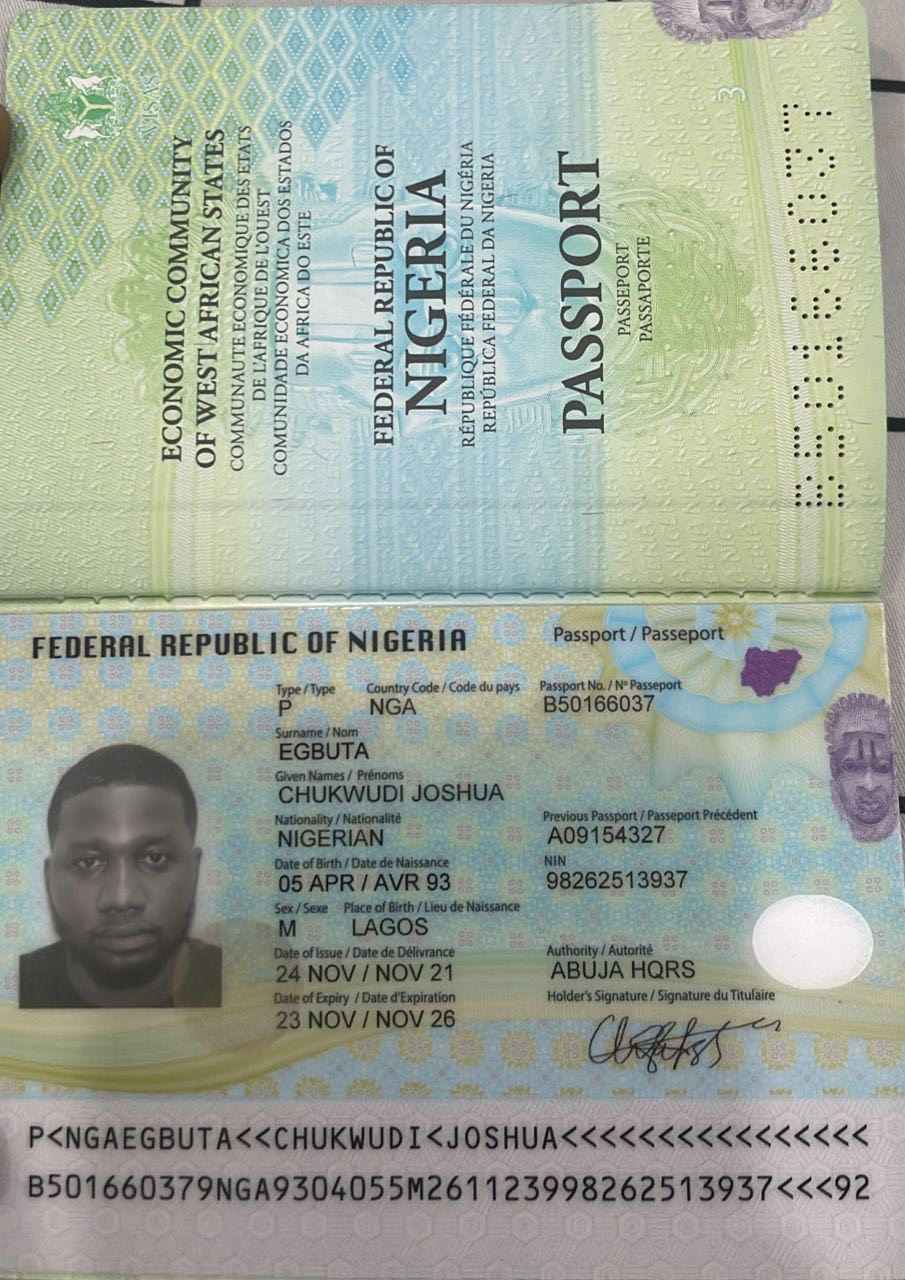 VISAS
ECONOMIC COMMUNITY
OF WEST AFRICAN STATES
COMMUNAUTE ECONOMIQUE DES ETATS
DE L'AFRIQUE DE L'OUEST
COMUNIDADE ECONOMICA DOS ESTADOS
DA AFRICA DO ESTE
FEDERAL REPUBLIC OF
NIGERIA
RÉPUBLIQUE FÉDÉRALE DU NIGÉRIA
REPÚBLICA FEDERAL DA NIGERIA
PASSPORT
PASSEPORT
PASSAPORTE
3
B50166037
FEDERAL REPUBLIC OF NIGERIA
Passport / Passeport
Type / Type Country Code / Code du pays Passport No. / Nº Passeport
P NGA B50166037
Surname / Nom
EGBUTA
Given Names / Prénoms
CHUKWUDI JOSHUA
Nationality / Nationalité Previous Passport / Passeport Précédent
NIGERIAN A09154327
Date of Birth / Date de Naissance NIN
05 APR / AVR 93 98262513937
Sex / Sexe Place of Birth / Lieu de Naissance
M LAGOS
Date of Issue / Date de Délivrance Authority / Autorité
24 NOV / NOV 21 ABUJA HQRS
Date of Expiry / Date d'Expiration Holder's Signature / Signature du Titulaire
23 NOV / NOV 26
P<NGAEGBUTA<<CHUKWUDI<JOSHUA<<<<<<<<<<<<<<<<
B501660379NGA9304055M261123998262513937<<<92